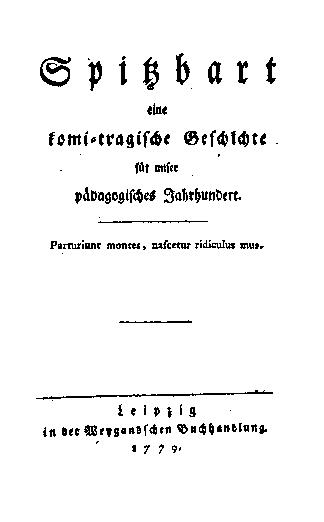 Spitzbart
eine
komi-tragische Geschichte
für unser
pädagogisches Jahrhundert.
Parturiunt montes, nascetur ridiculus mus.
Leipzig
in der Weygandschen Buchhandlung.
1779.